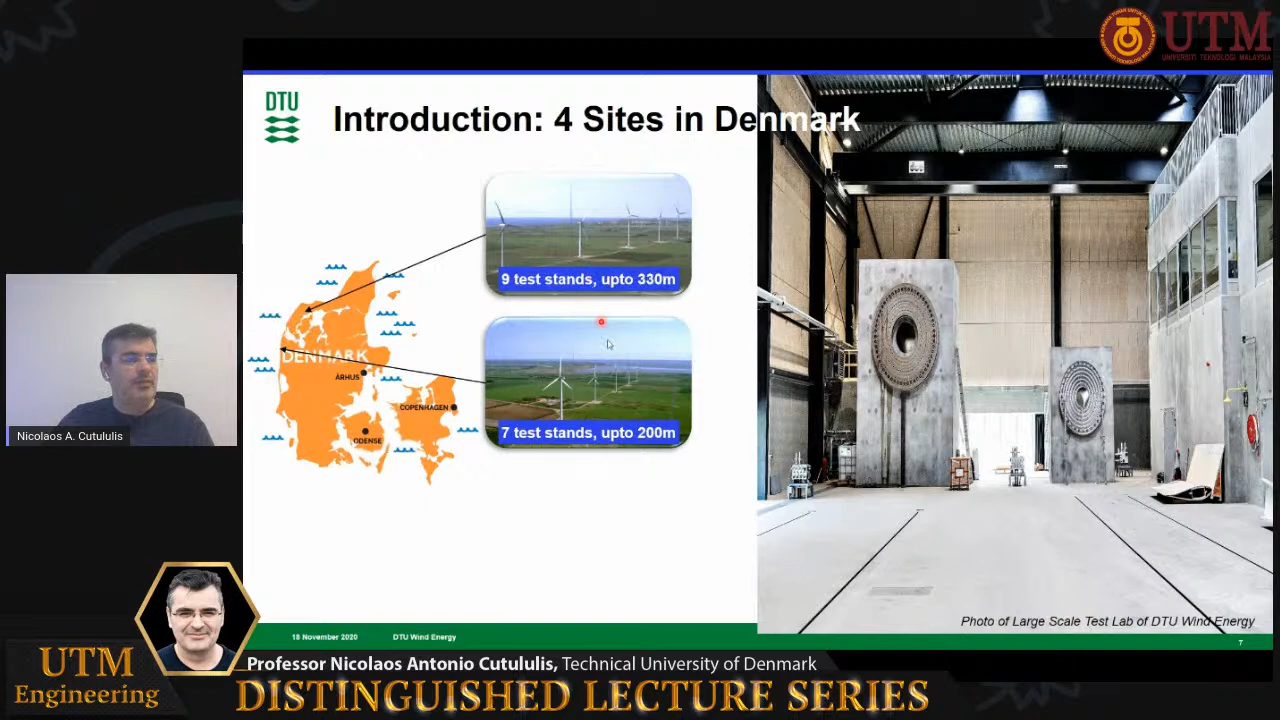 UTM
UNIVERSITI TEKNOLOGI MALAYSIA
DTU
Introduction: 4 Sites in Denmark
9 test stands, upto 330m
DENMARK
ÅRHUS
COPENHAGEN
ODENSE
7 test stands, upto 200m
Nicolaos A. Cutululis
Photo of Large Scale Test Lab of DTU Wind Energy
18 November 2020
DTU Wind Energy
7
UTM
Engineering
Professor Nicolaos Antonio Cutululis, Technical University of Denmark
DISTINGUISHED LECTURE SERIES